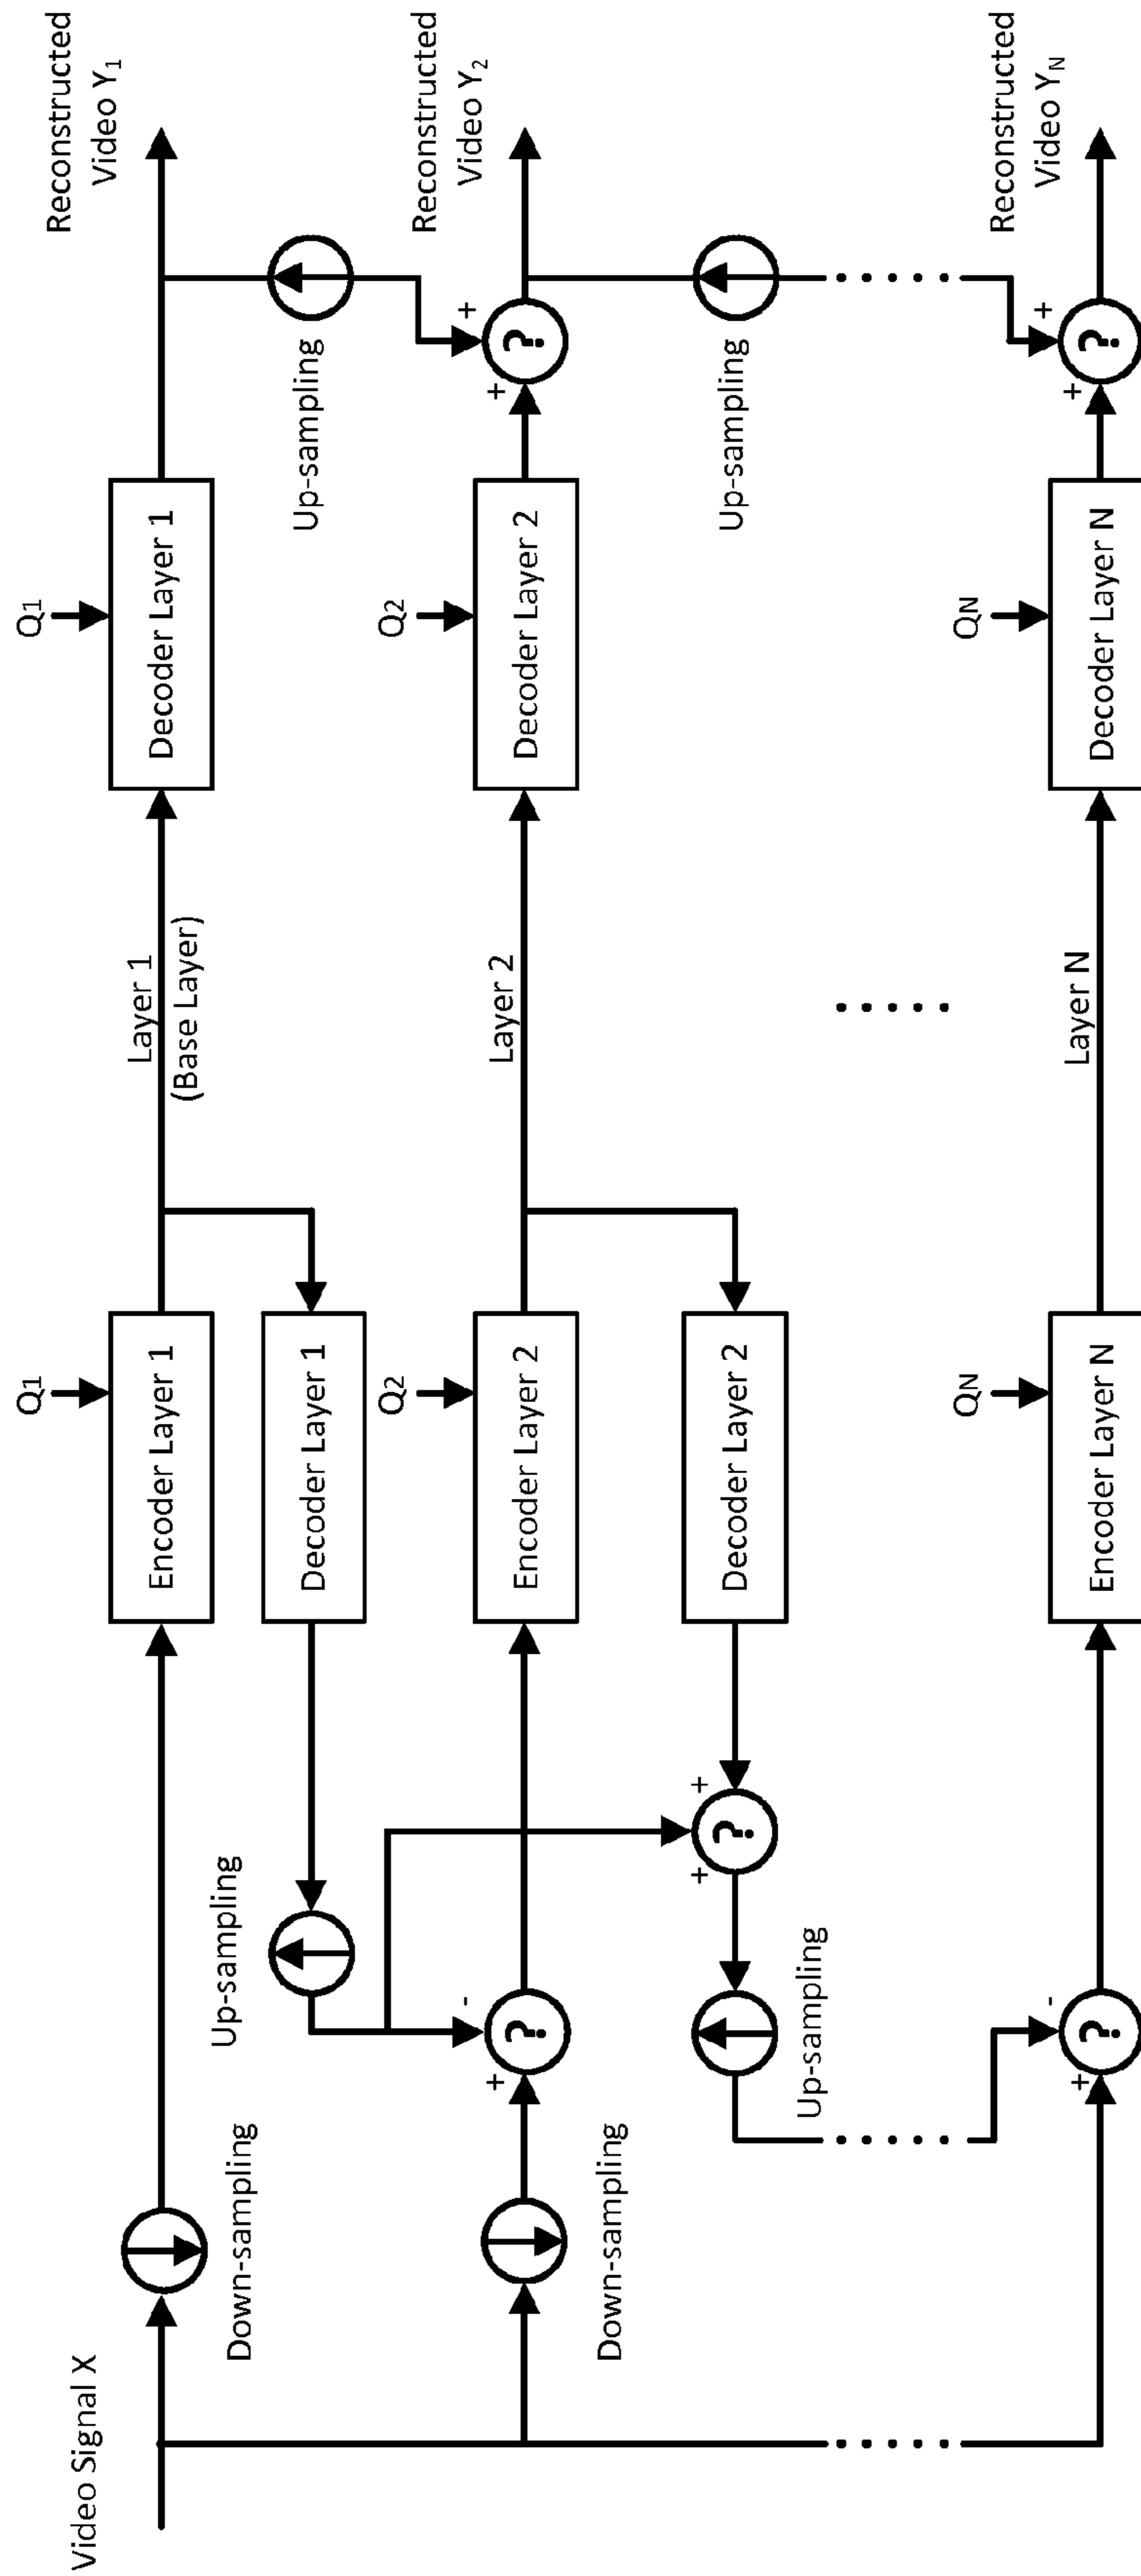 Video Signal X
Down-sampling
Q1
Encoder Layer 1
Layer 1
(Base Layer)
Q1
Decoder Layer 1
Reconstructed
Video Y1
Up-sampling
Decoder Layer 1
Up-sampling
Down-sampling
+
-
?
Q2
Encoder Layer 2
Layer 2
Q2
Decoder Layer 2
+
+
?
Reconstructed
Video Y2
Up-sampling
+
+
?
Decoder Layer 2
Up-sampling
Up-sampling
+
-
?
QN
Encoder Layer N
Layer N
QN
Decoder Layer N
+
+
?
Reconstructed
Video YN